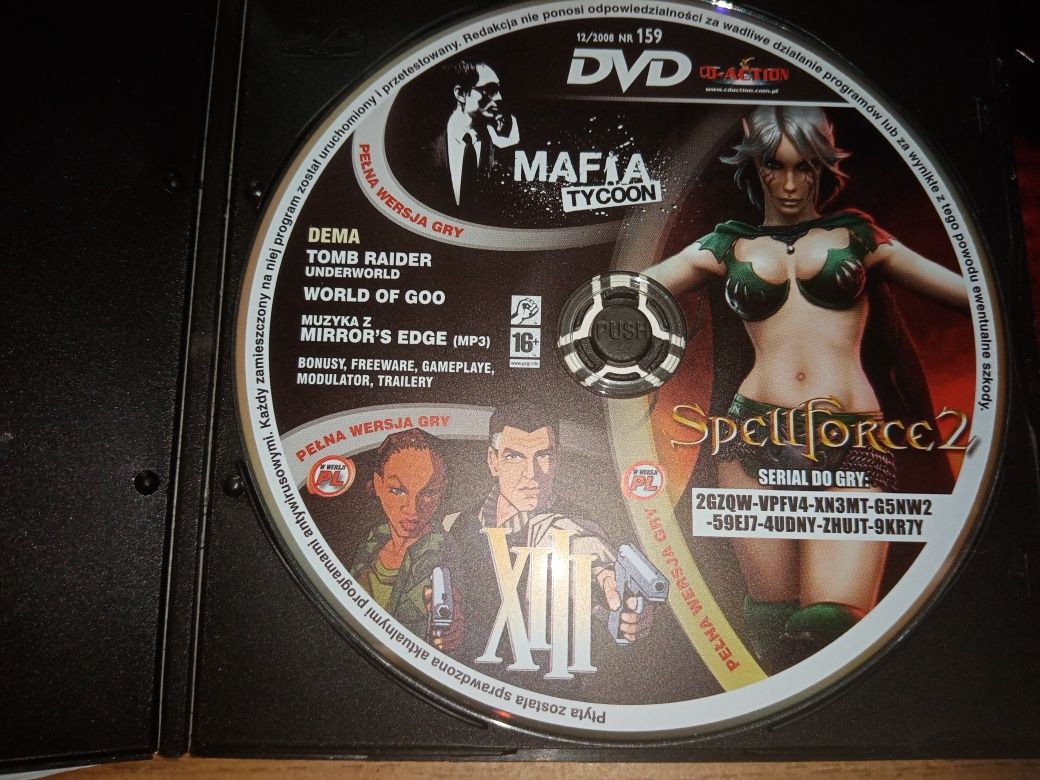 12/2008 NR 159
DVD CD-ACTION
www.cdaction.com.pl
MAFIA
TYCOON
PEŁNA WERSJA GRY
DEMA
TOMB RAIDER
UNDERWORLD
WORLD OF GOO
MUZYKA Z
MIRROR'S EDGE (MP3)
BONUSY, FREEWARE, GAMEPLAYE,
MODULATOR, TRAILERY
16+
www.pegi.info
PUSH
PEŁNA WERSJA GRY
W WERSJI
PL
XIII
SPELLFORCE 2
SERIAL DO GRY:
2GZQW-VPFV4-XN3MT-G5NW2
-59EJ7-4UDNY-ZHUJT-9KR7Y
W WERSJI
PL
PEŁNA WERSJA GRY
Płyta została sprawdzona aktualnymi programami antywirusowymi. Każdy zamieszczony na niej program został uruchomiony i przetestowany. Redakcja nie ponosi odpowiedzialności za wadliwe działanie programów lub za wynikłe z tego powodu ewentualne szkody.